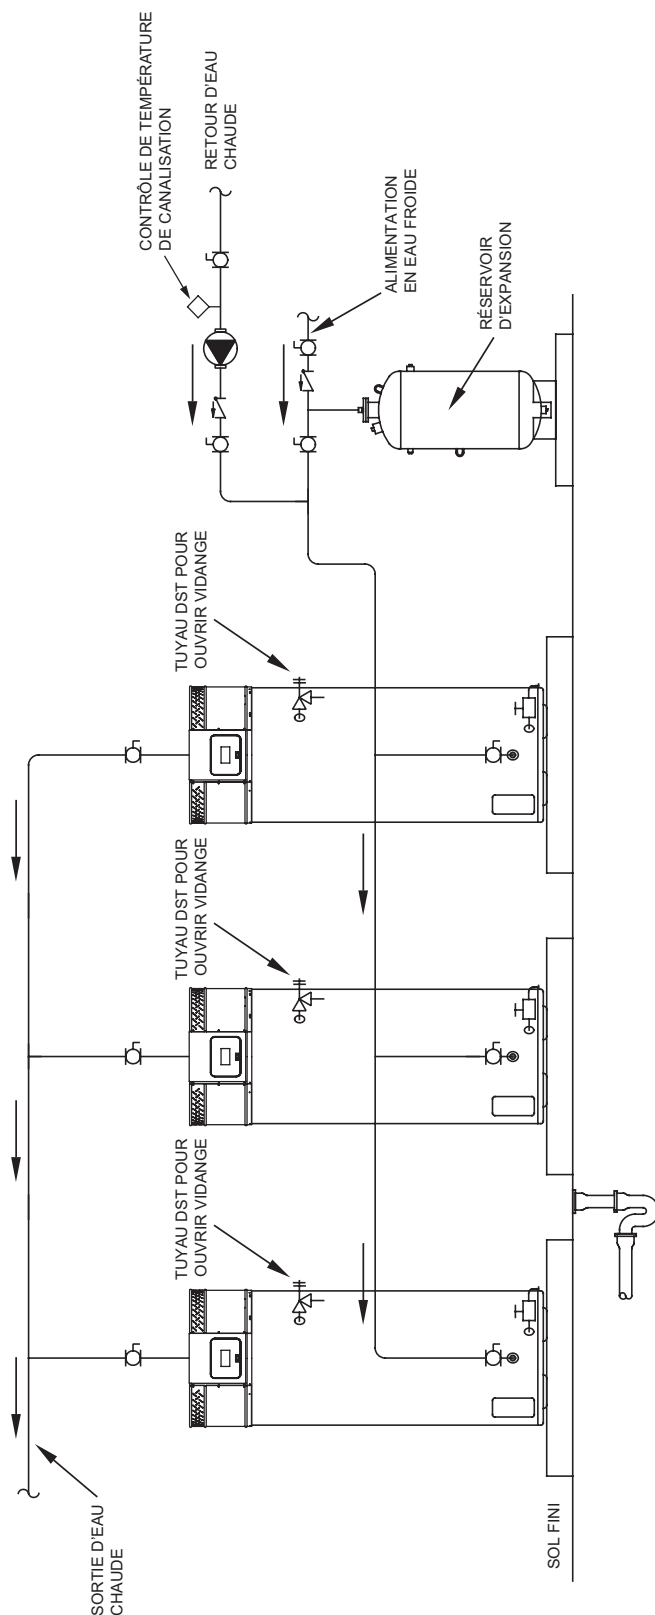 SORTIE D'EAU
CHAUDE
TUYAU DST POUR
OUVRIR VIDANGE
TUYAU DST POUR
OUVRIR VIDANGE
TUYAU DST POUR
OUVRIR VIDANGE
CONTRÔLE DE TEMPÉRATURE
DE CANALISATION
RETOUR D'EAU
CHAUDE
ALIMENTATION
EN EAU FROIDE
RÉSERVOIR
D'EXPANSION
SOL FINI